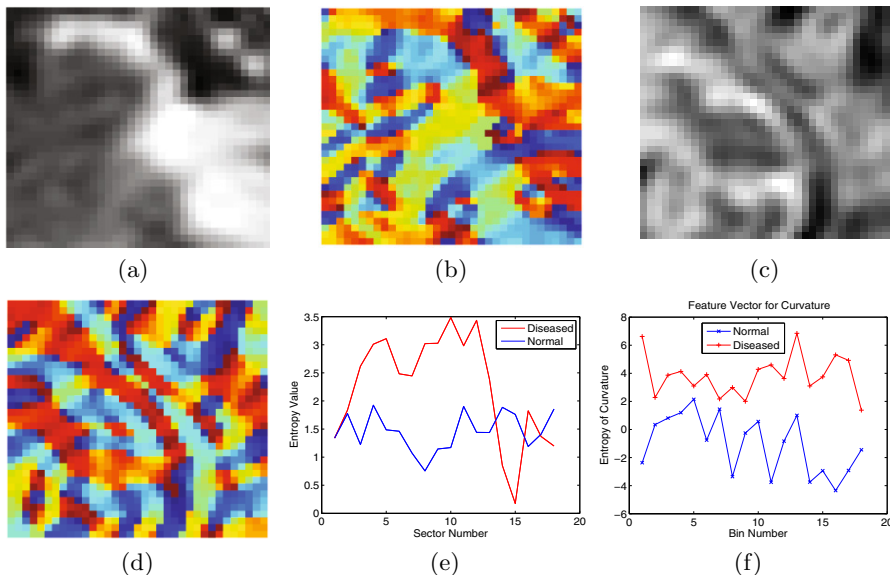 (a)
(b)
(c)
3.5
3
2.5
2
1.5
1
0.5
0
0
5
10
15
20
Entropy Value
Sector Number
Diseased
Normal
Feature Vector for Curvature
8
6
4
2
0
−2
−4
−6
0
5
10
15
20
Entropy of Curvature
Bin Number
Normal
Diseased
(d)
(e)
(f)